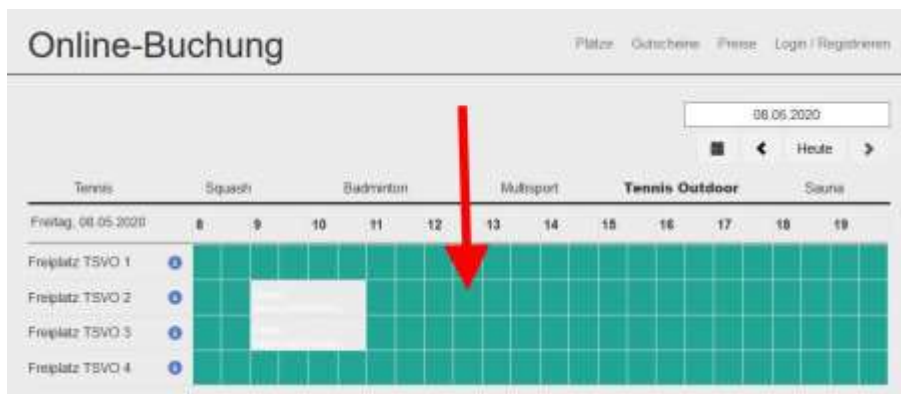 Online-Buchung
Plätze Gutscheine Preise Login / Registrieren
08.05.2020
Heute
Tennis Squash Badminton Multisport Tennis Outdoor Sauna
Freitag, 08.05.2020 8 9 10 11 12 13 14 15 16 17 18 19
Freiplatz TSVO 1
Freiplatz TSVO 2
Freiplatz TSVO 3
Freiplatz TSVO 4